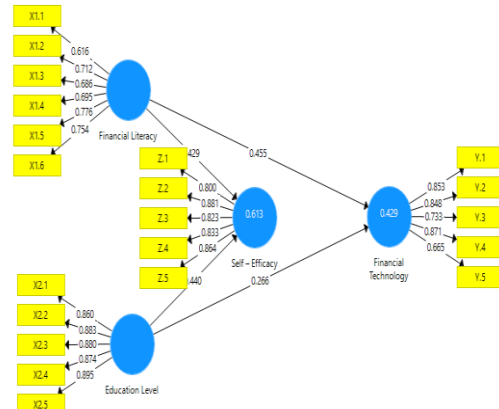 X1.1
X1.2
X1.3
X1.4
X1.5
X1.6
0.616
0.712
0.686
0.695
0.776
0.754
Financial Literacy
.429
0.455
Z.1
Z.2
Z.3
Z.4
Z.5
0.800
0.881
0.823
0.833
0.864
0.613
Self – Efficacy
.440
0.266
0.429
Financial
Technology
0.853
0.848
0.733
0.871
0.665
Y.1
Y.2
Y.3
Y.4
Y.5
X2.1
X2.2
X2.3
X2.4
X2.5
0.860
0.883
0.880
0.874
0.895
Education Level